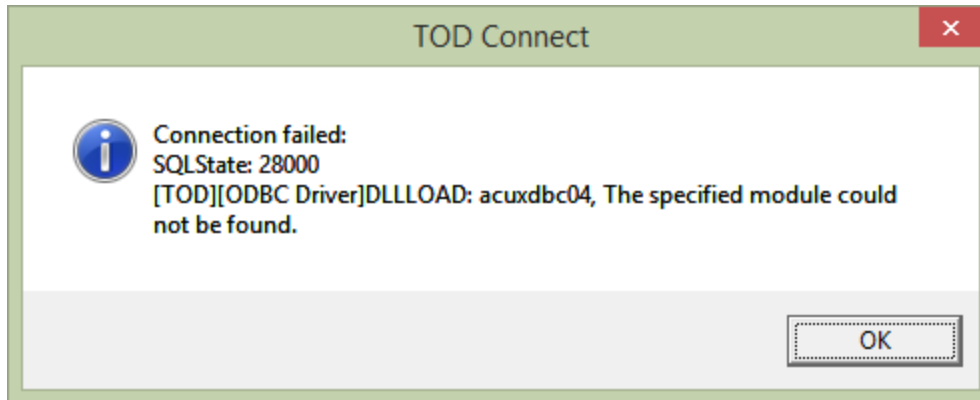 TOD Connect
Connection failed:
SQLState: 28000
[TOD][ODBC Driver]DLLLOAD: acuxdbc04, The specified module could
not be found.
OK